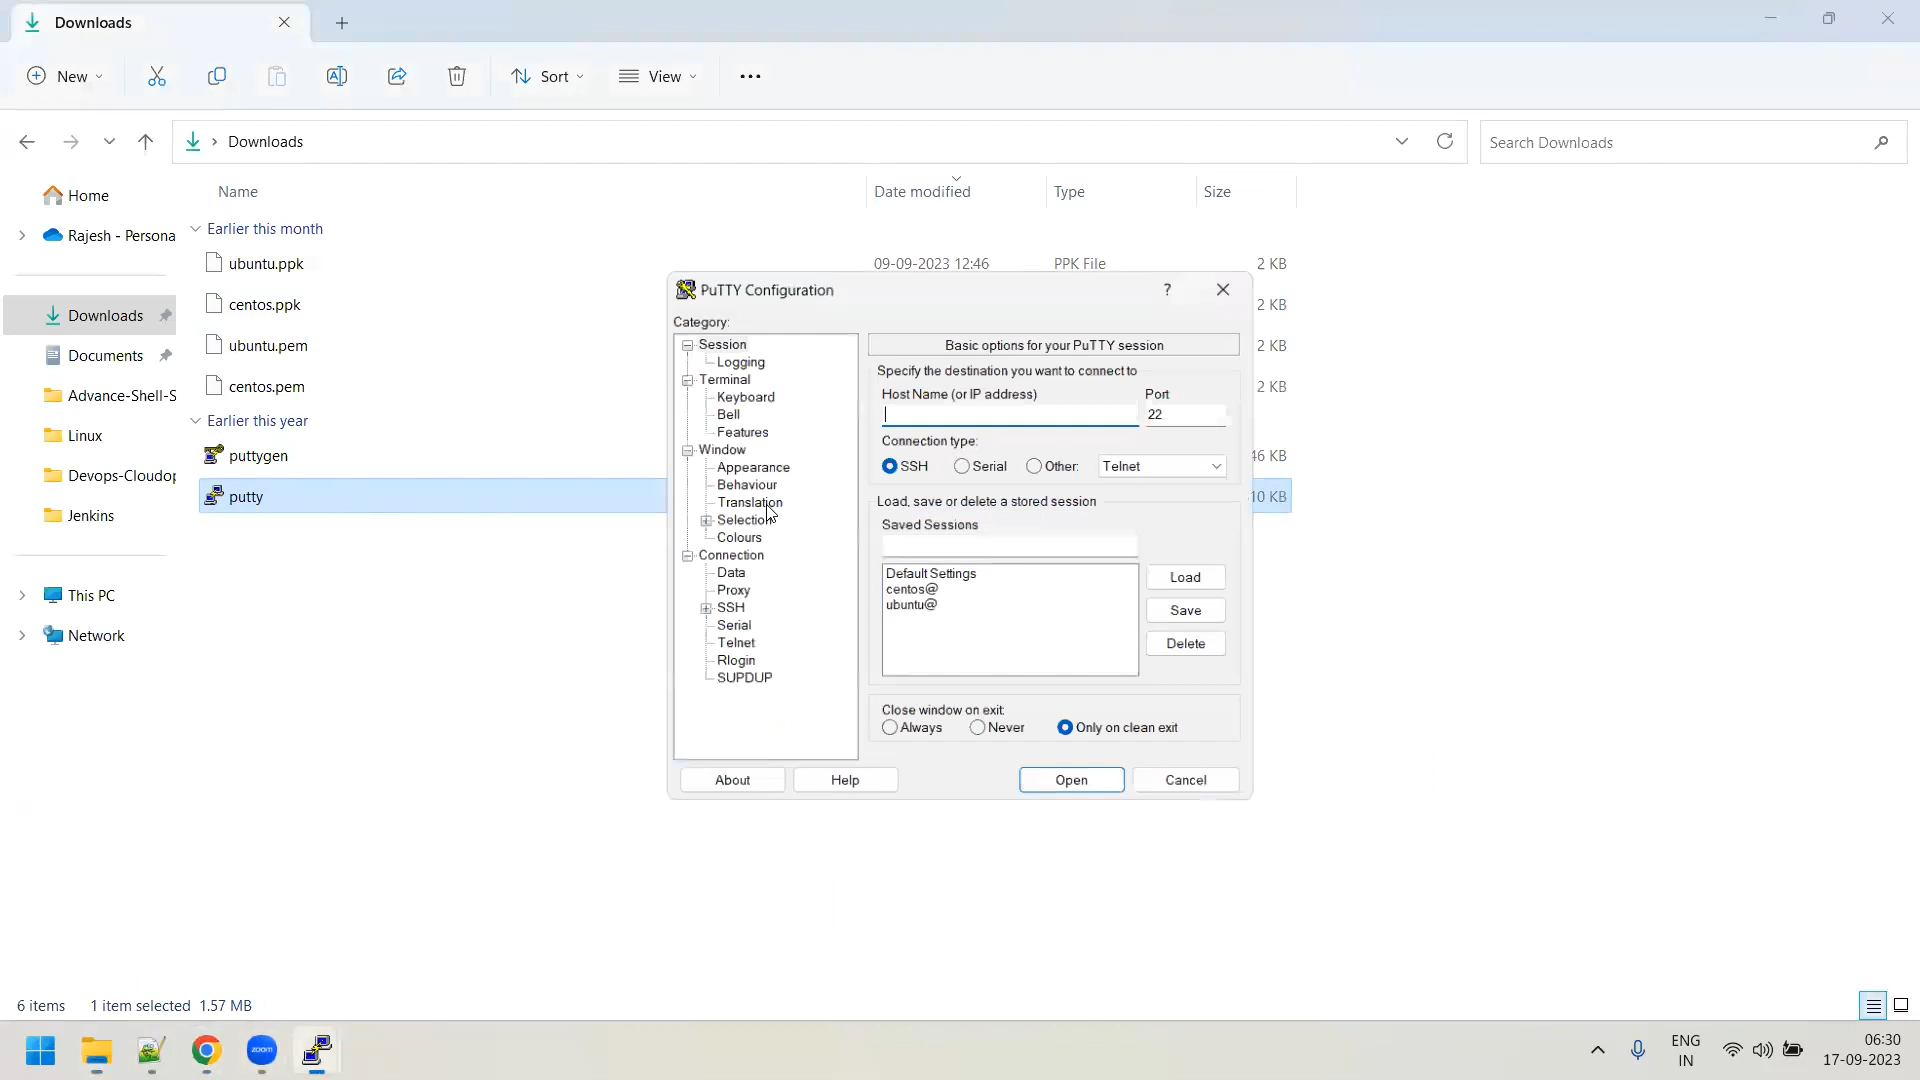 Downloads
New
Sort
View
Downloads
Search Downloads
Name
Date modified
Type
Size
Home
Rajesh - Persona
Downloads
Documents
Advance-Shell-S
Linux
Devops-Cloudop
Jenkins
This PC
Network
Earlier this month
ubuntu.ppk
09-09-2023 12:46
PPK File
2 KB
centos.ppk
2 KB
ubuntu.pem
2 KB
centos.pem
2 KB
Earlier this year
puttygen
46 KB
putty
10 KB
PuTTY Configuration
?
Category:
Session
Logging
Terminal
Keyboard
Bell
Features
Window
Appearance
Behaviour
Translation
Selection
Colours
Connection
Data
Proxy
SSH
Serial
Telnet
Rlogin
SUPDUP
Basic options for your PuTTY session
Specify the destination you want to connect to
Host Name (or IP address)
Port
22
Connection type:
SSH
Serial
Other:
Telnet
Load, save or delete a stored session
Saved Sessions
Default Settings
centos@
ubuntu@
Load
Save
Delete
Close window on exit:
Always
Never
Only on clean exit
About
Help
Open
Cancel
6 items
1 item selected 1.57 MB
zoom
ENG
IN
06:30
17-09-2023